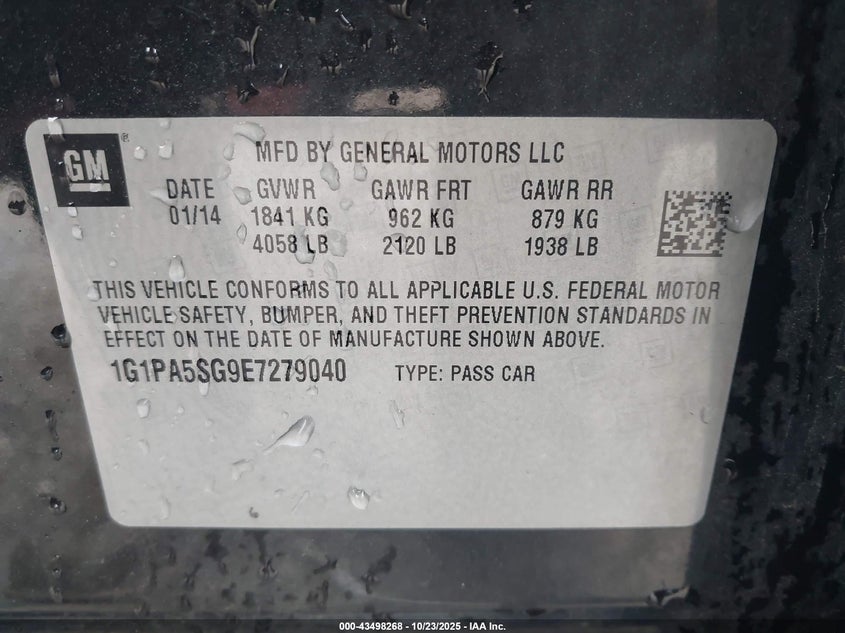 GM®
MFD BY GENERAL MOTORS LLC
DATE GVWR GAWR FRT GAWR RR
01/14 1841 KG 962 KG 879 KG
4058 LB 2120 LB 1938 LB
THIS VEHICLE CONFORMS TO ALL APPLICABLE U.S. FEDERAL MOTOR
VEHICLE SAFETY, BUMPER, AND THEFT PREVENTION STANDARDS IN
EFFECT ON THE DATE OF MANUFACTURE SHOWN ABOVE.
1G1PA5SG9E7279040 TYPE: PASS CAR
000-43498268 - 10/23/2025 - IAA Inc.